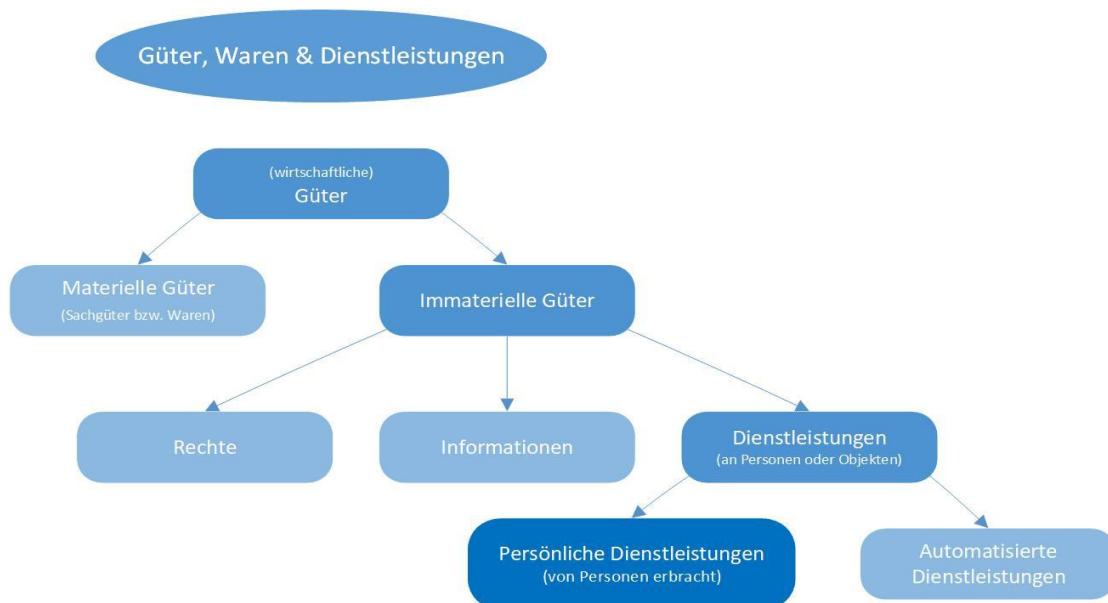 Güter, Waren & Dienstleistungen
(wirtschaftliche)
Güter
Materielle Güter
(Sachgüter bzw. Waren)
Immaterielle Güter
Rechte
Informationen
Dienstleistungen
(an Personen oder Objekten)
Persönliche Dienstleistungen
(von Personen erbracht)
Automatisierte
Dienstleistungen